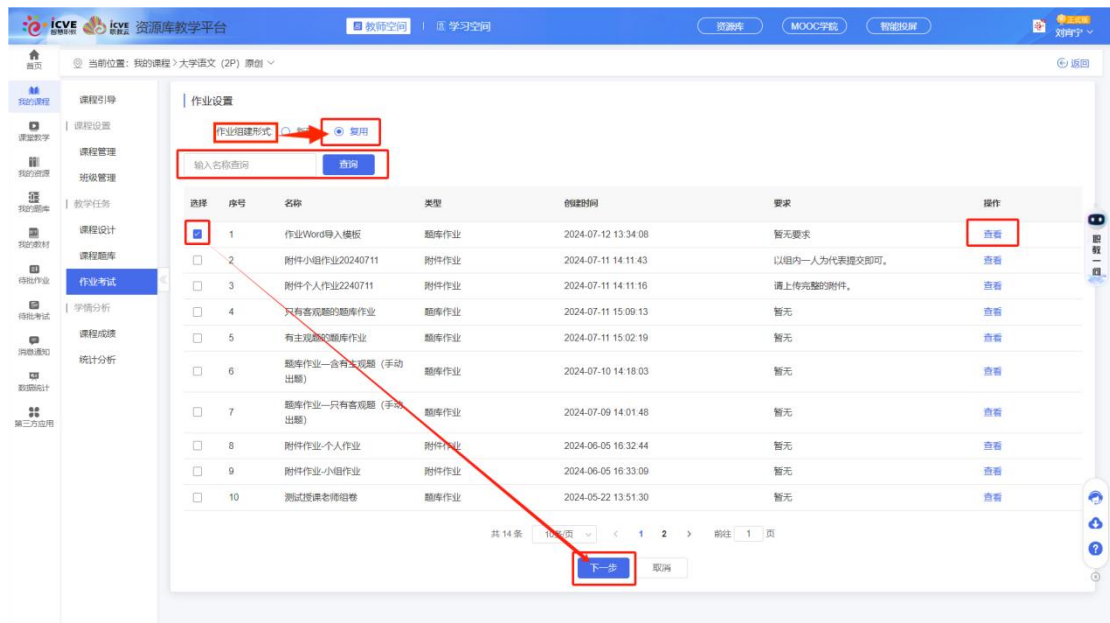 icve 智慧职教 icve 职教云 资源库教学平台 教师空间 学习空间 资源库 MOOC学院 智能投屏 正式版 刘肖宁
首页 当前位置：我的课程 > 大学语文 (2P) 原创 返回
我的课程
课堂教学
我的资源
我的题库
我的教材
待批作业
待批考试
消息通知
数据统计
第三方应用
课程引导
课程设置
课程管理
班级管理
教学任务
课程设计
课程题库
作业考试
学情分析
课程成绩
统计分析
作业设置
作业组建形式 复用
输入名称查询 查询
选择 序号 名称 类型 创建时间 要求 操作
1 作业Word导入模板 题库作业 2024-07-12 13:34:08 暂无要求 查看
2 附件小组作业20240711 附件作业 2024-07-11 14:11:43 以组内一人为代表提交即可。 查看
3 附件个人作业2240711 附件作业 2024-07-11 14:11:16 请上传完整的附件。 查看
4 只有客观题的题库作业 题库作业 2024-07-11 15:09:13 暂无 查看
5 有主观题的题库作业 题库作业 2024-07-11 15:02:19 暂无 查看
6 题库作业—含有主观题（手动
出题） 题库作业 2024-07-10 14:18:03 暂无 查看
7 题库作业—只有客观题（手动
出题） 题库作业 2024-07-09 14:01:48 暂无 查看
8 附件作业-个人作业 附件作业 2024-06-05 16:32:44 暂无 查看
9 附件作业-小组作业 附件作业 2024-06-05 16:33:09 暂无 查看
10 测试授课老师组卷 题库作业 2024-05-22 13:51:30 暂无 查看
共 14 条 10条/页 < 1 2 > 前往 1 页
下一步 取消
职教一问